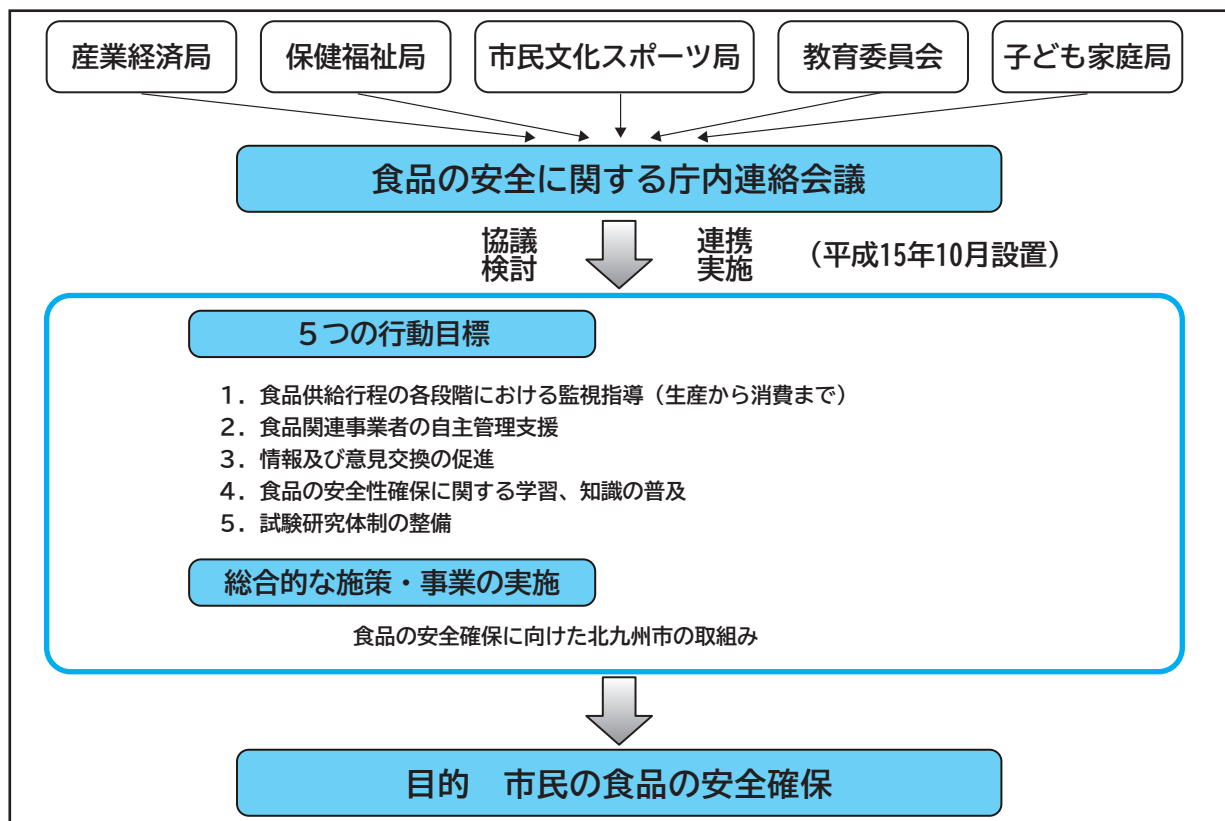 産業経済局
保健福祉局
市民文化スポーツ局
教育委員会
子ども家庭局
食品の安全に関する庁内連絡会議
協議
検討
連携
実施
（平成15年10月設置）
５つの行動目標
１．食品供給行程の各段階における監視指導（生産から消費まで）
２．食品関連事業者の自主管理支援
３．情報及び意見交換の促進
４．食品の安全性確保に関する学習、知識の普及
５．試験研究体制の整備
総合的な施策・事業の実施
食品の安全確保に向けた北九州市の取組み
目的　市民の食品の安全確保